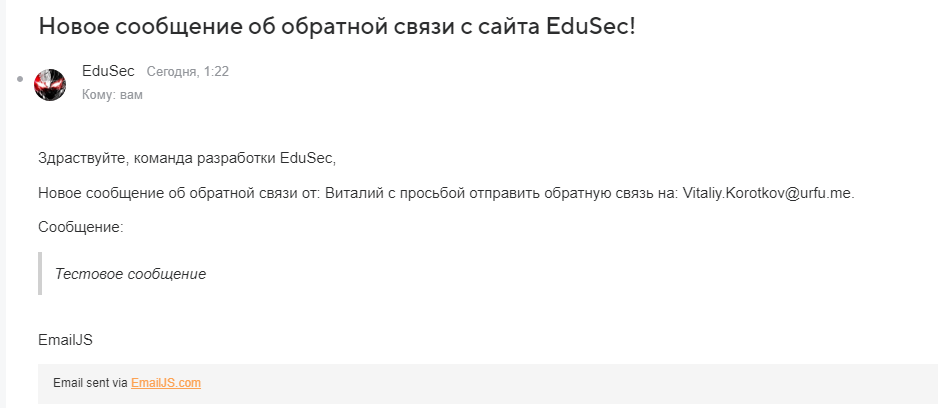 Новое сообщение об обратной связи с сайта EduSec!
EduSec Сегодня, 1:22
Кому: вам
Здраствуйте, команда разработки EduSec,
Новое сообщение об обратной связи от: Виталий с просьбой отправить обратную связь на: Vitaliy.Korotkov@urfu.me.
Сообщение:
Тестовое сообщение
EmailJS
Email sent via EmailJS.com